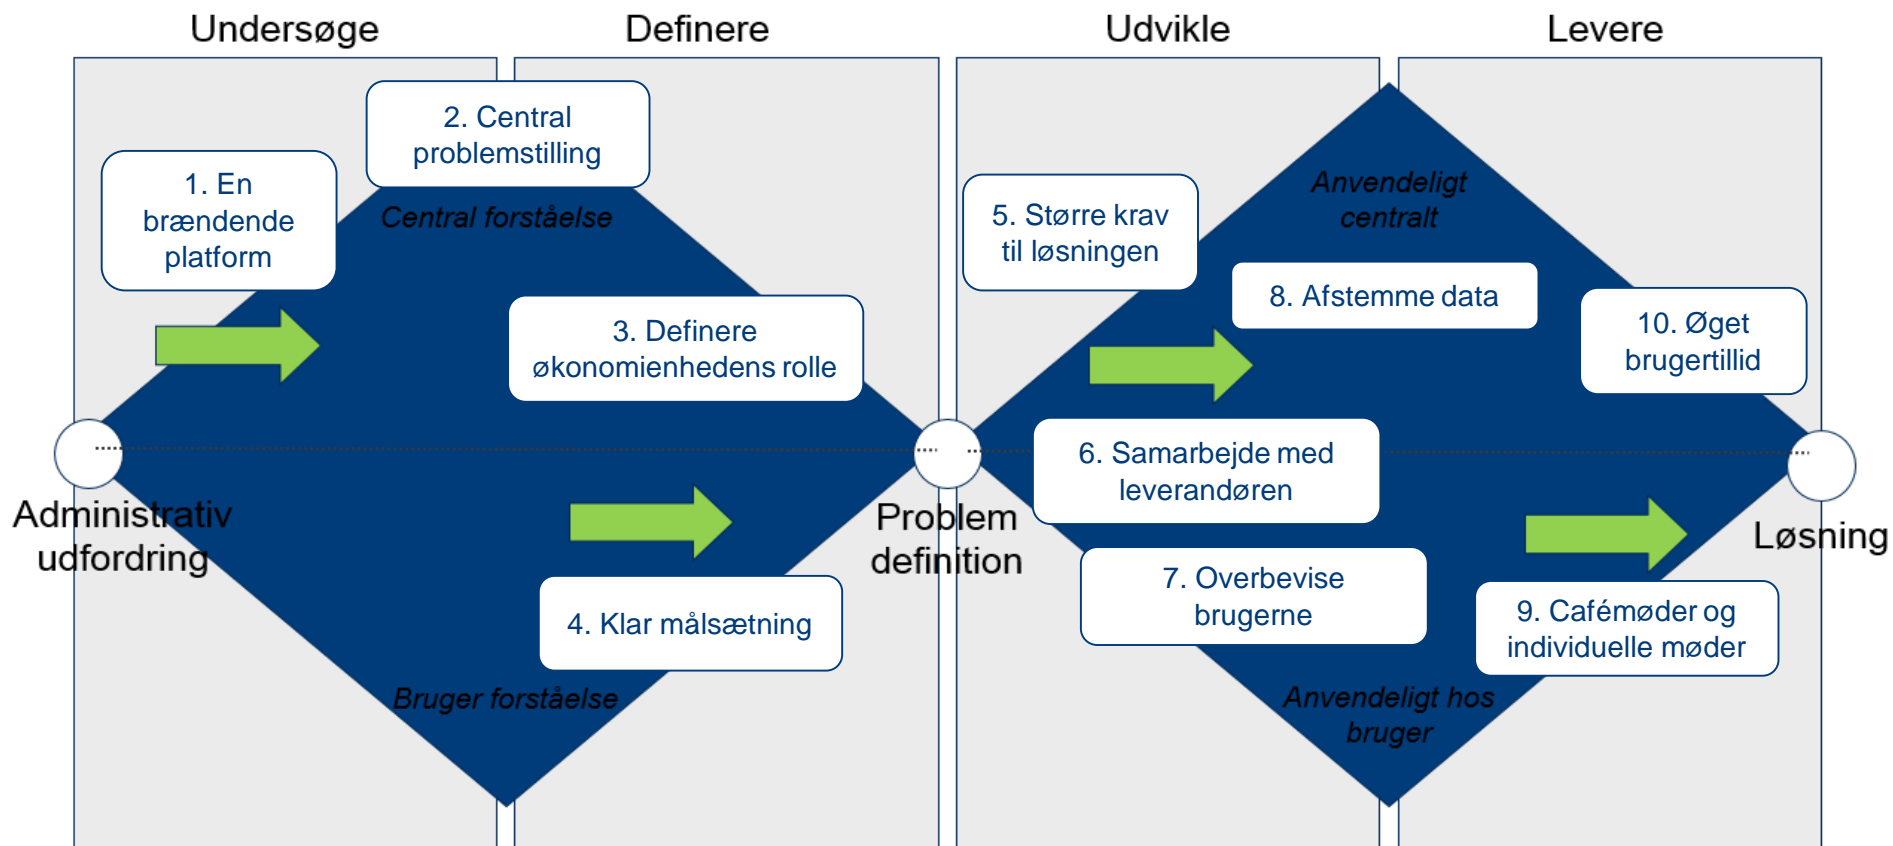 Undersøge
Definere
Udvikle
Levere
1. En
brændende
platform
2. Central
problemstilling
Central forståelse
3. Definere
økonomienhedens rolle
4. Klar målsætning
Bruger forståelse
Administrativ
udfordring
Problem
definition
5. Større krav
til løsningen
Anvendeligt
centralt
8. Afstemme data
6. Samarbejde med
leverandøren
7. Overbevise
brugerne
Anvendeligt hos
bruger
10. Øget
brugertillid
9. Cafémøder og
individuelle møder
Løsning